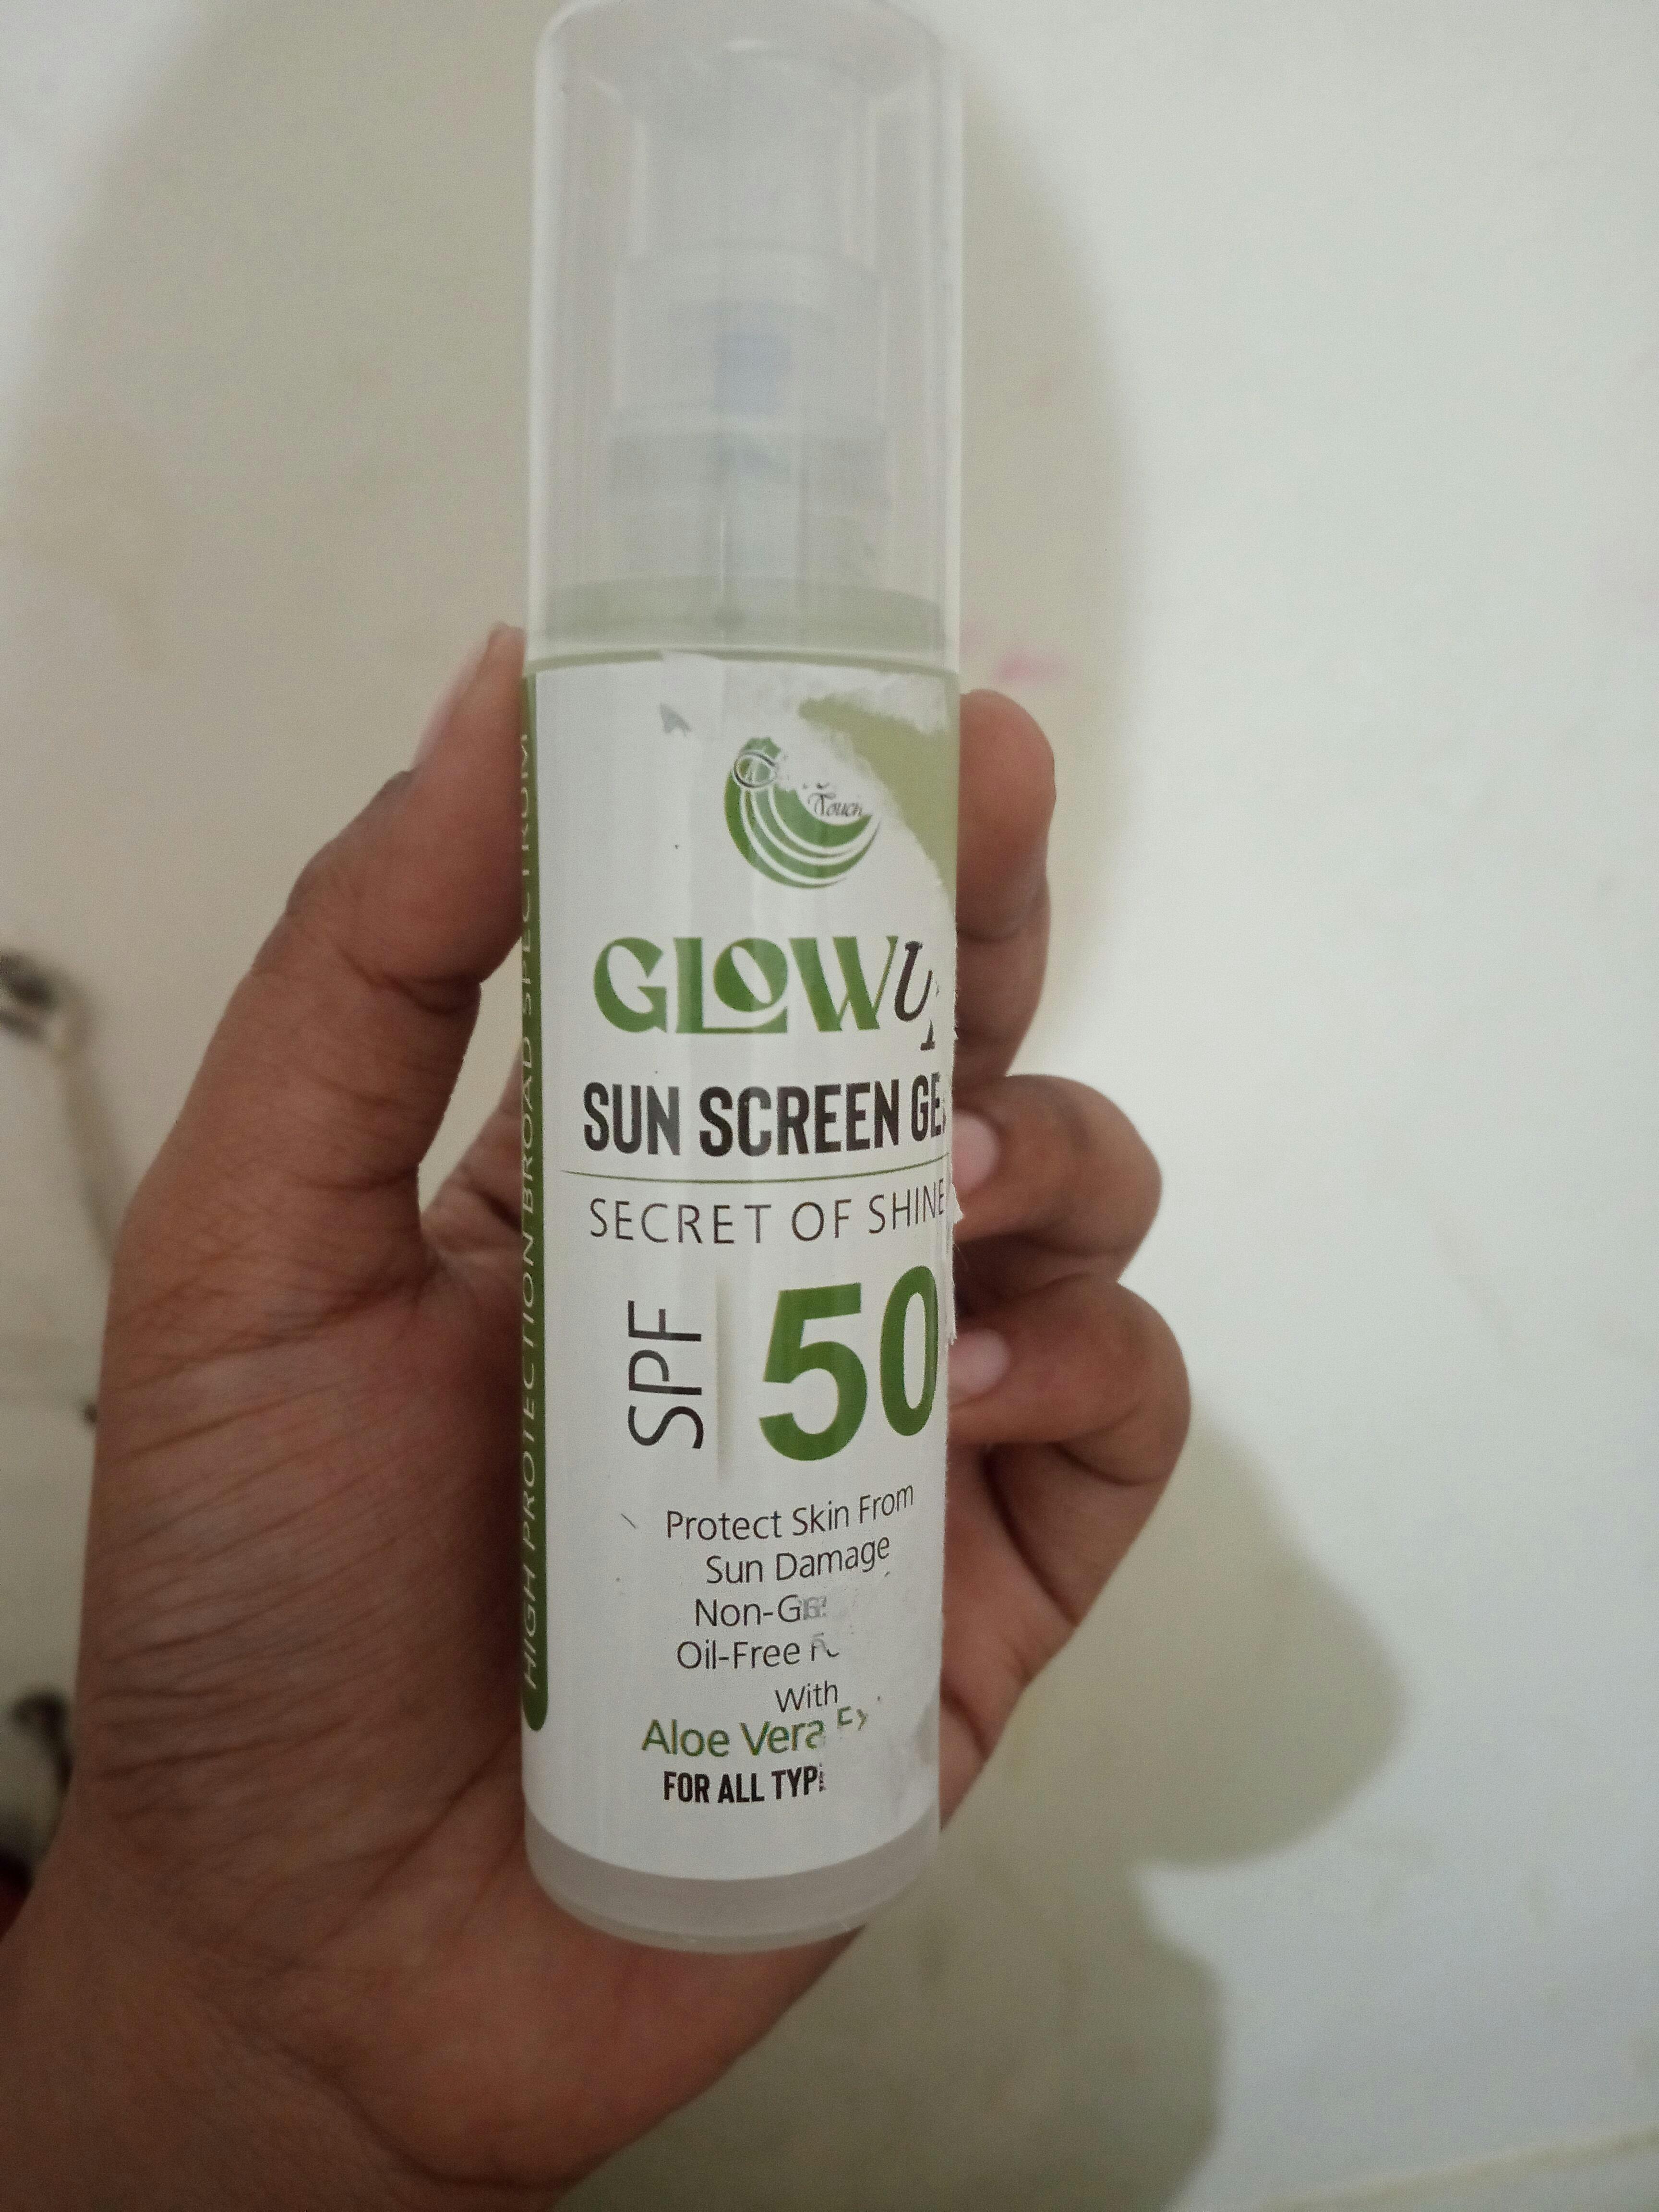 Touch
GLOW
SUN SCREEN
SECRET OF SHINE
SPF 50
Protect Skin From
Sun Damage
Oil-Free
With
Aloe Vera
FOR ALL
HIGH PROTECTION BROAD SPECTRUM